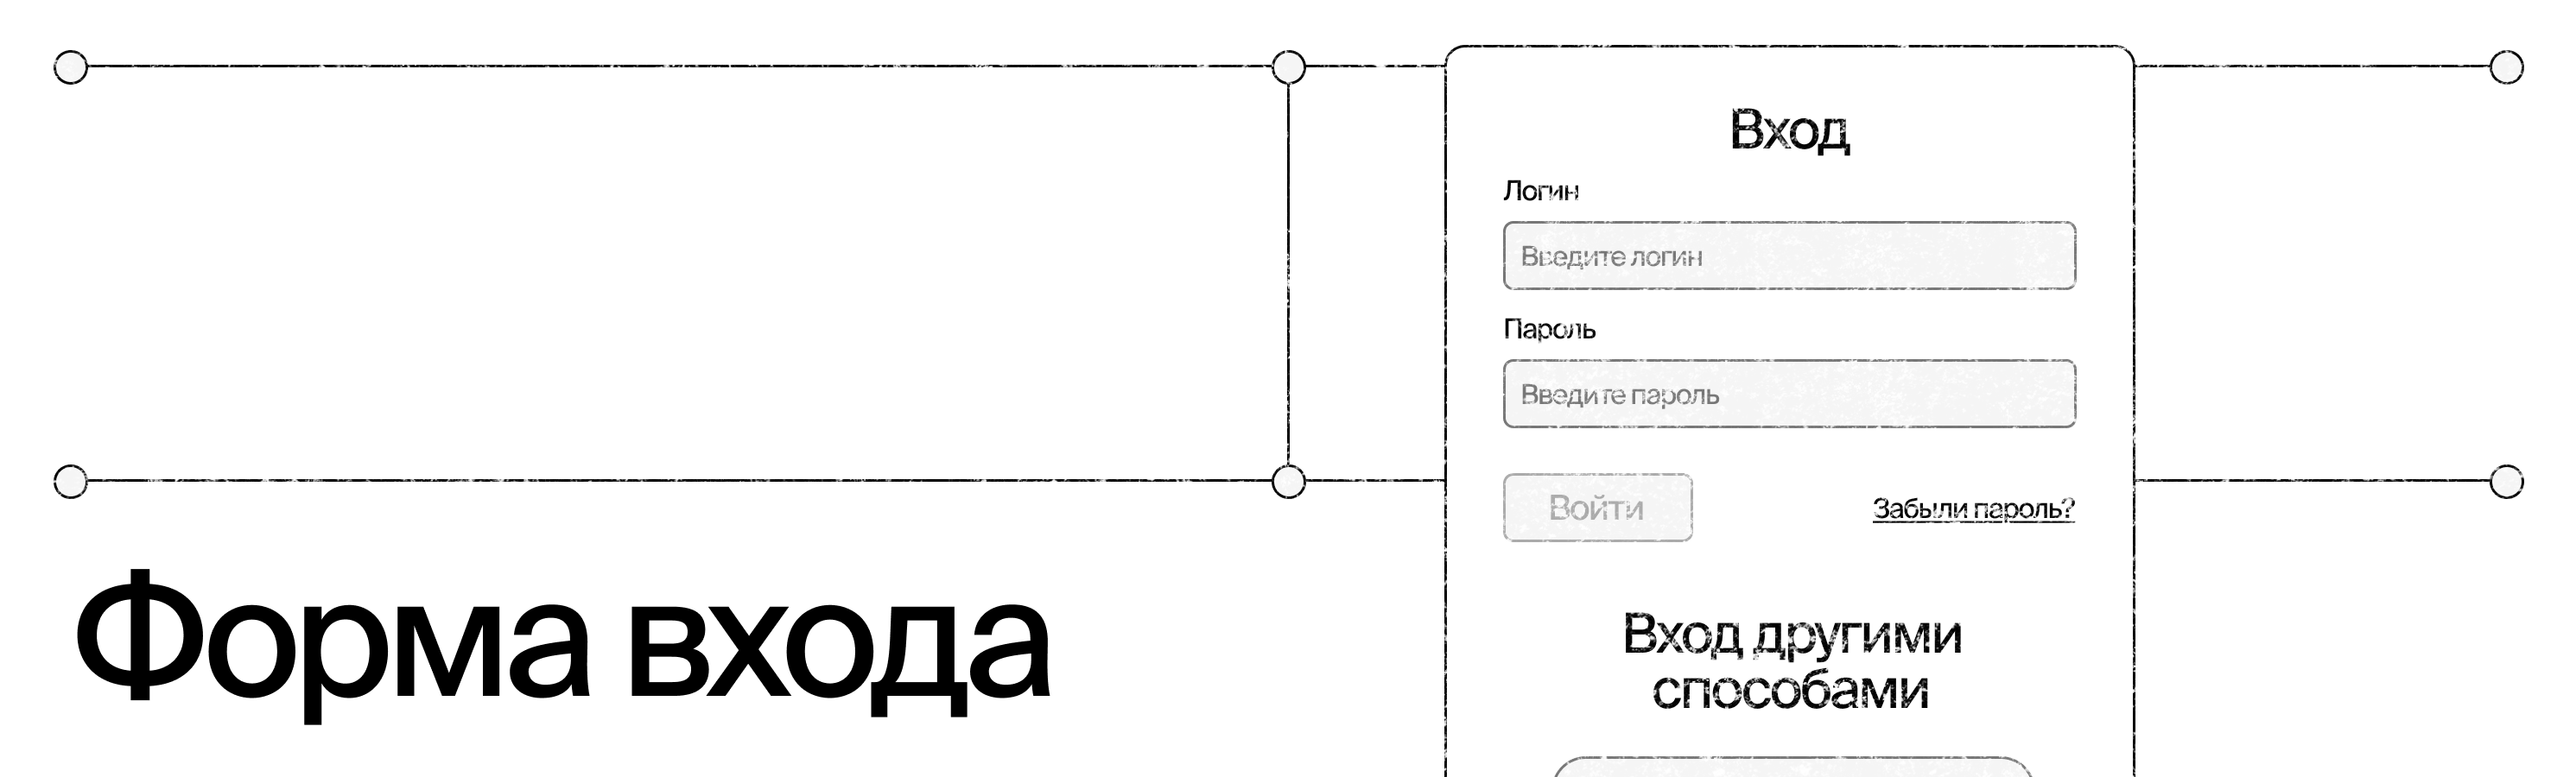 Форма входа
Вход
Логин
Введите логин
Пароль
Введите пароль
Войти
Забыли пароль?
Вход другими
способами